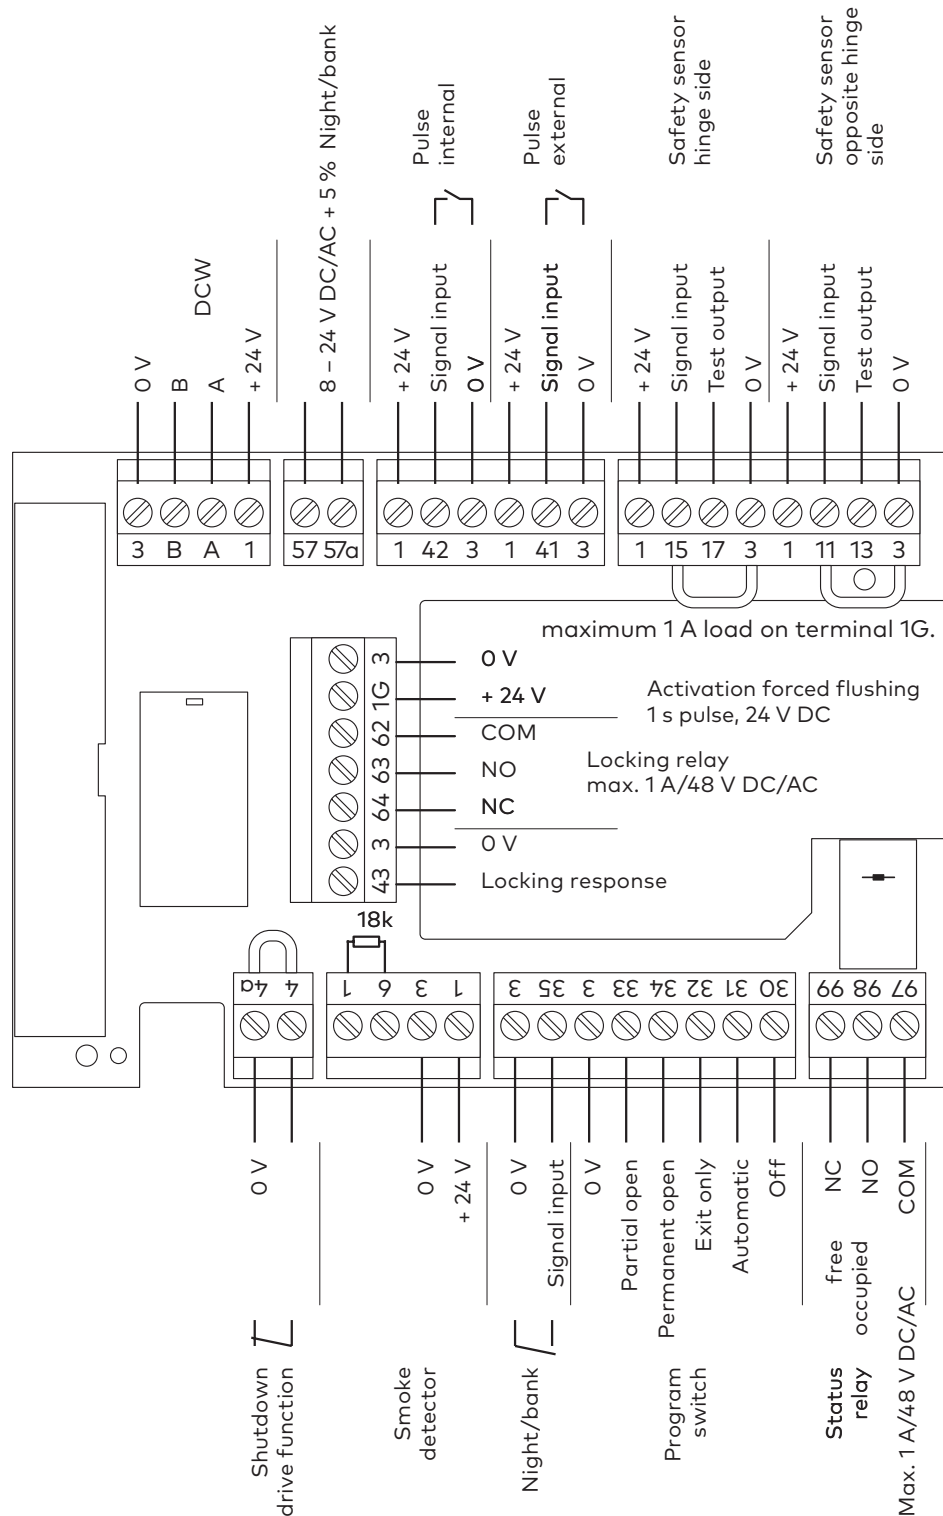 0 V
B
A
+ 24 V
DCW
8 – 24 V DC/AC + 5 % Night/bank
+ 24 V
Signal input
0 V
Pulse
internal
+ 24 V
Signal input
0 V
Pulse
external
+ 24 V
Signal input
Test output
0 V
Safety sensor
hinge side
+ 24 V
Signal input
Test output
0 V
Safety sensor
opposite hinge
side
3 B A 1
57 57a
1 42 3 1 41 3
1 15 17 3 1 11 13 3
maximum 1 A load on terminal 1G.
3 0 V
1G + 24 V
Activation forced flushing
1 s pulse, 24 V DC
62 COM
63 NO
64 NC
Locking relay
max. 1 A/48 V DC/AC
3 0 V
43 Locking response
18k
4a 4
1 6 3 1
3 35 3 33 34 32 31 30
99 98 97
0 V
Shutdown
drive function
0 V
+ 24 V
Smoke
detector
0 V
Signal input
Night/bank
0 V
Partial open
Permanent open
Exit only
Automatic
Off
Program
switch
NC
NO
COM
free
occupied
Status
relay
Max. 1 A/48 V DC/AC